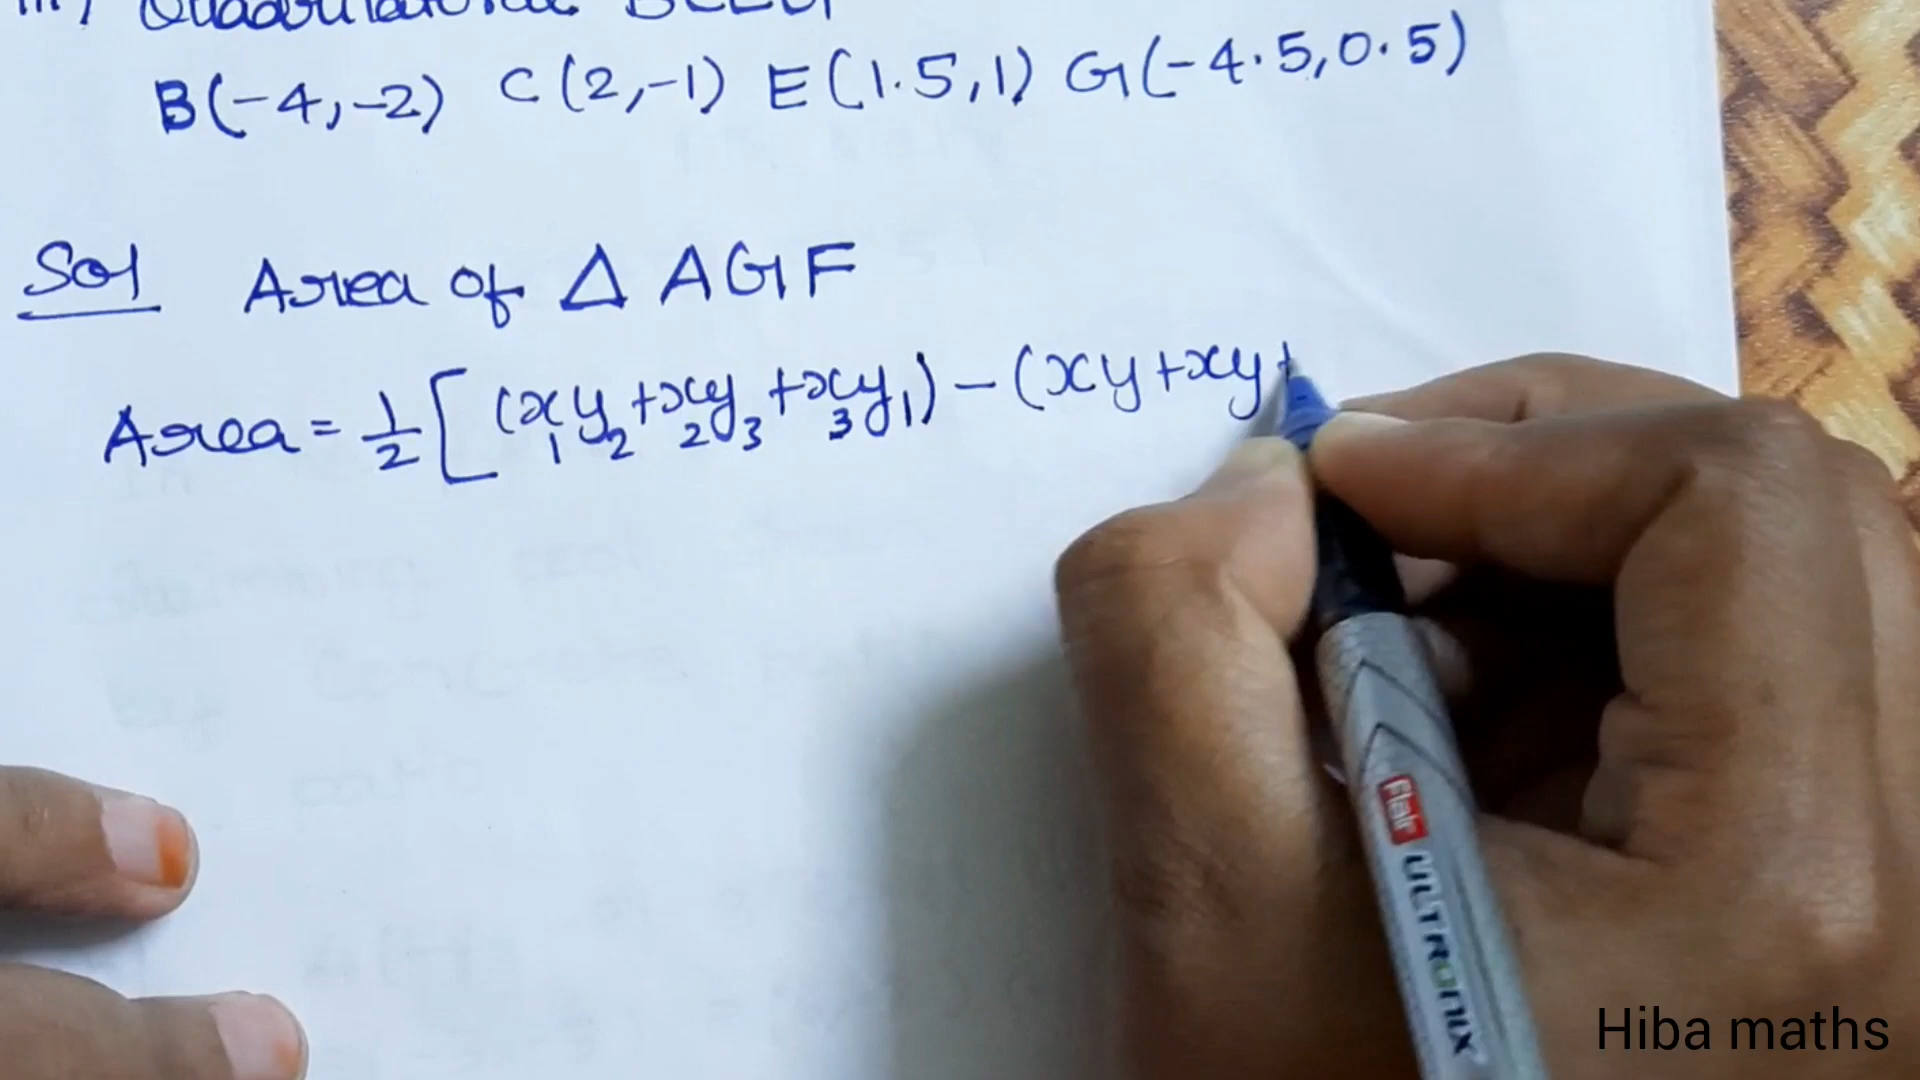 B(-4,-2) C(2,-1) E(1.5,1) G(-4.5,0.5)
Sol Area of Δ AGF
Area = 1/2 [(x₁y₂+x₂y₃+x₃y₁) - (xy+xy+
Flair ULTRONIX
Hiba maths